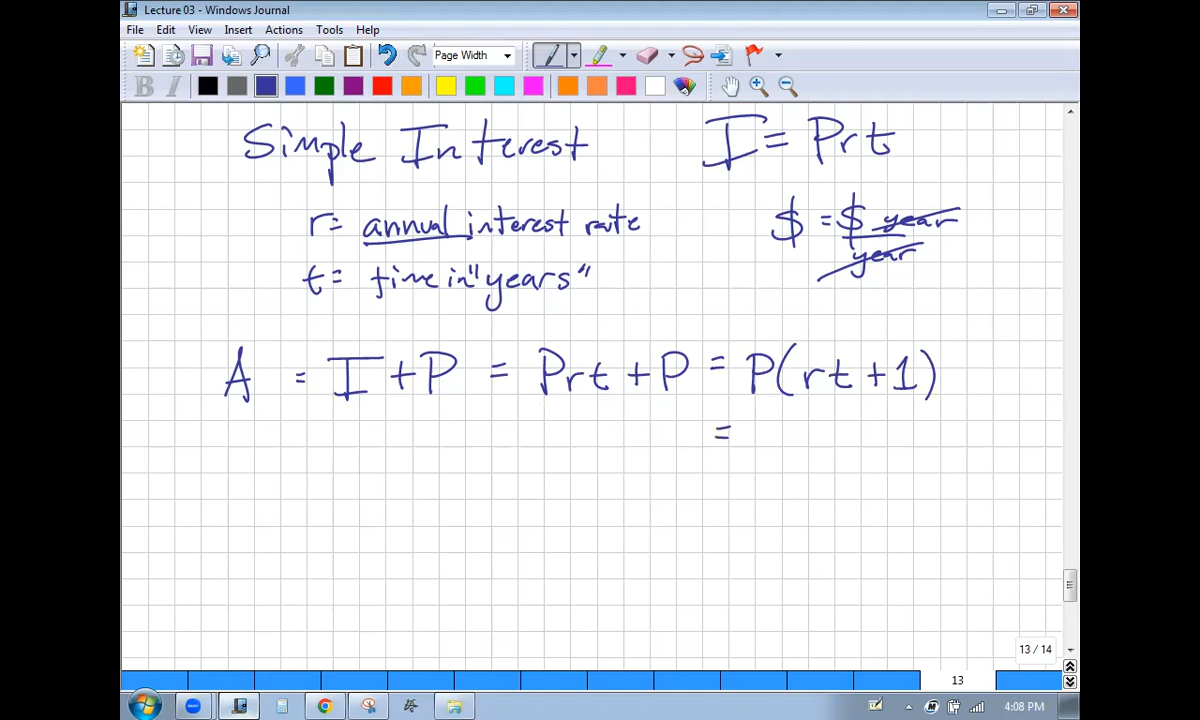 Lecture 03 - Windows Journal
File Edit View Insert Actions Tools Help
Page Width
B I
Simple Interest I = Prt
r = annual interest rate $ = $ year
year
t = time in "years"
A = I + P = Prt + P = P(rt + 1)
=
13 / 14
13
4:08 PM